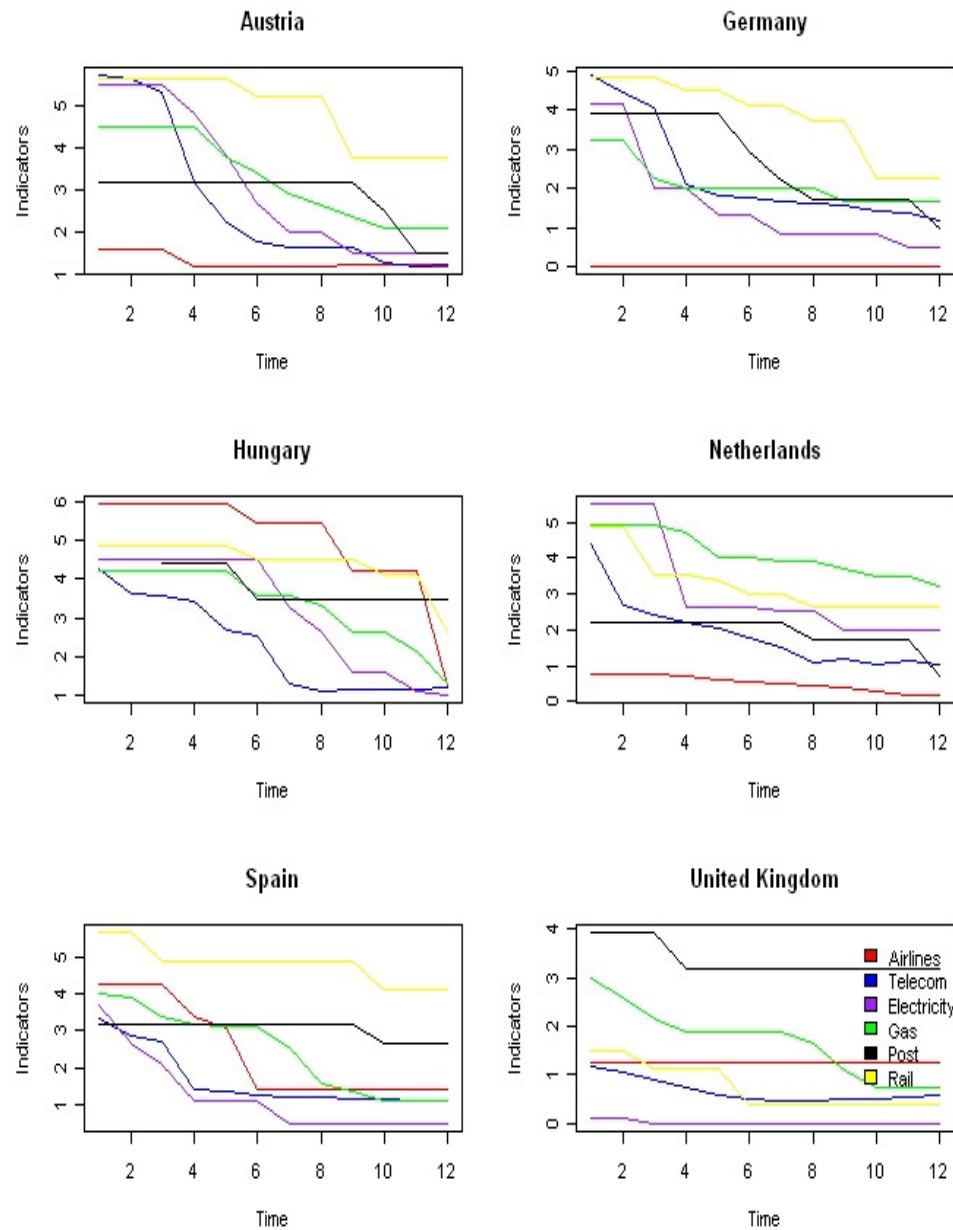 Austria
Indicators
1 2 3 4 5
2 4 6 8 10 12
Time
Germany
Indicators
0 1 2 3 4 5
2 4 6 8 10 12
Time
Hungary
Indicators
1 2 3 4 5 6
2 4 6 8 10 12
Time
Netherlands
Indicators
0 1 2 3 4 5
2 4 6 8 10 12
Time
Spain
Indicators
1 2 3 4 5
2 4 6 8 10 12
Time
United Kingdom
Indicators
0 1 2 3 4
Airlines
Telecom
Electricity
Gas
Post
Rail
2 4 6 8 10 12
Time